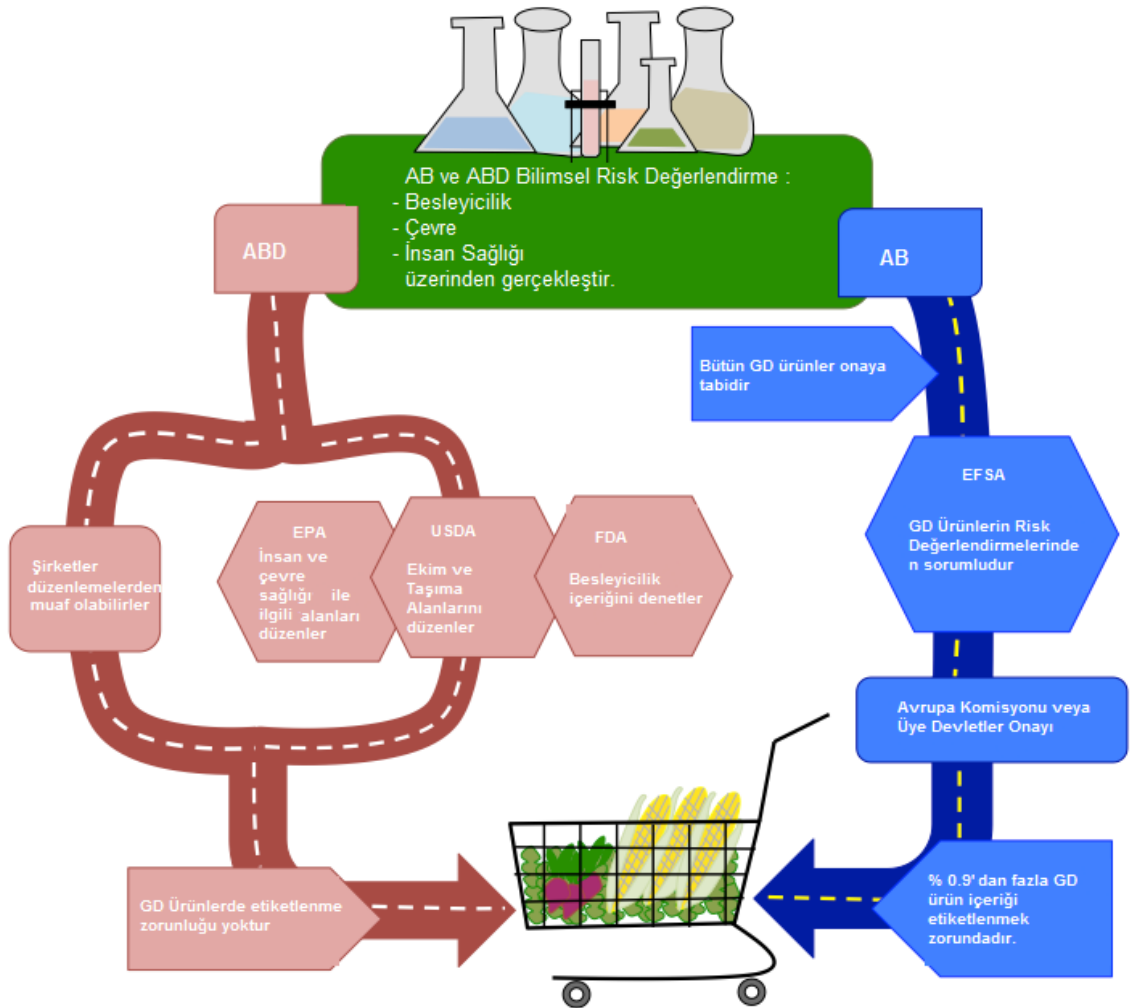 AB ve ABD Bilimsel Risk Değerlendirme :
- Besleyicilik
- Çevre
- İnsan Sağlığı
üzerinden gerçekleştir.
ABD
AB
Bütün GD ürünler onaya
tabidir
EFSA
GD Ürünlerin Risk
Değerlendirmelerinde
n sorumludur
Şirketler
düzenlemelerden
muaf olabilirler
EPA
İnsan ve
çevre
sağlığı ile
ilgili alanları
düzenler
USDA
Ekim ve
Taşıma
Alanlarını
düzenler
FDA
Besleyicilik
içeriğini denetler
Avrupa Komisyonu veya
Üye Devletler Onayı
GD Ürünlerde etiketlenme
zorunluğu yoktur
% 0.9' dan fazla GD
ürün içeriği
etiketlenmek
zorundadır.